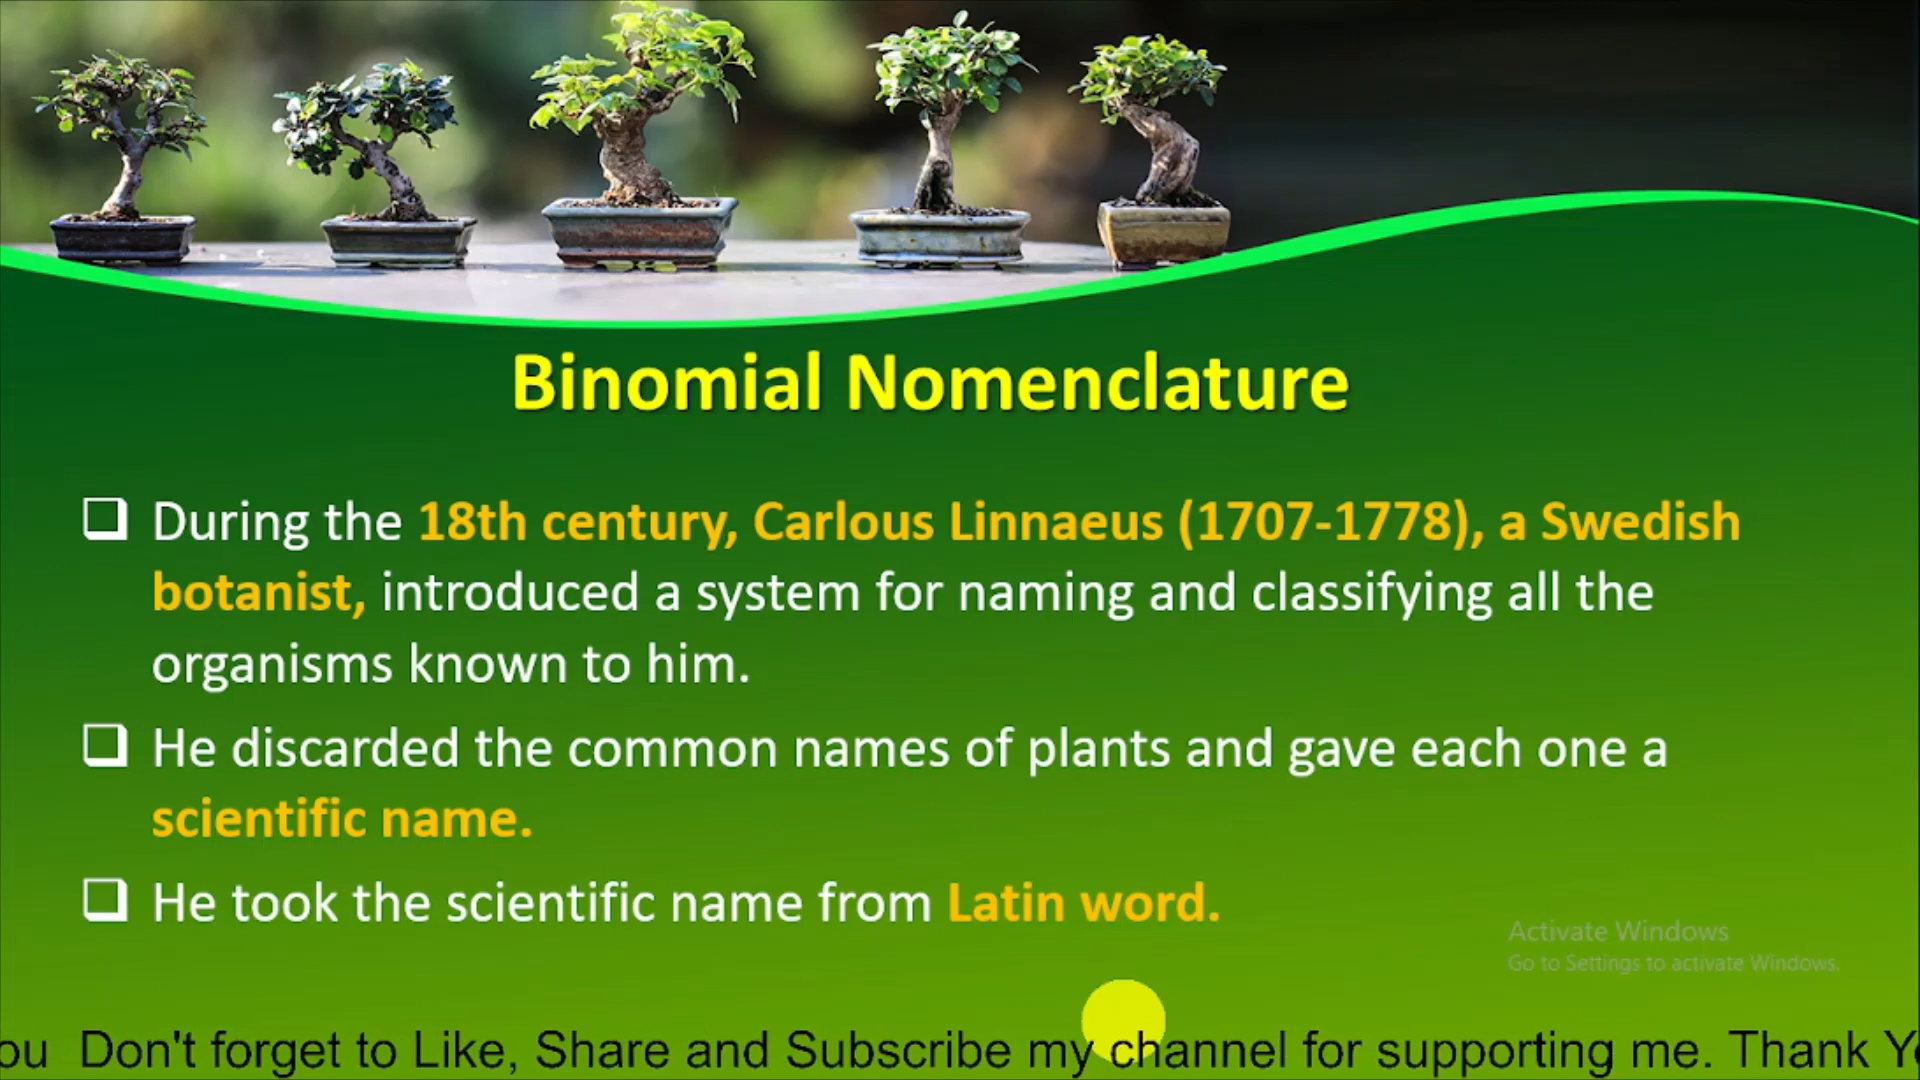 Binomial Nomenclature
During the 18th century, Carlous Linnaeus (1707-1778), a Swedish
botanist, introduced a system for naming and classifying all the
organisms known to him.
He discarded the common names of plants and gave each one a
scientific name.
He took the scientific name from Latin word.
Activate Windows
Go to Settings to activate Windows.
ou Don't forget to Like, Share and Subscribe my channel for supporting me. Thank Yo